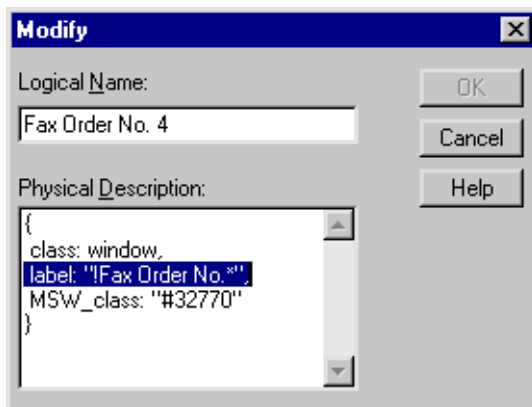 Modify
Logical Name:
OK
Fax Order No. 4
Cancel
Physical Description:
Help
{
class: window,
label: "!Fax Order No.*",
MSW_class: "#32770"
}